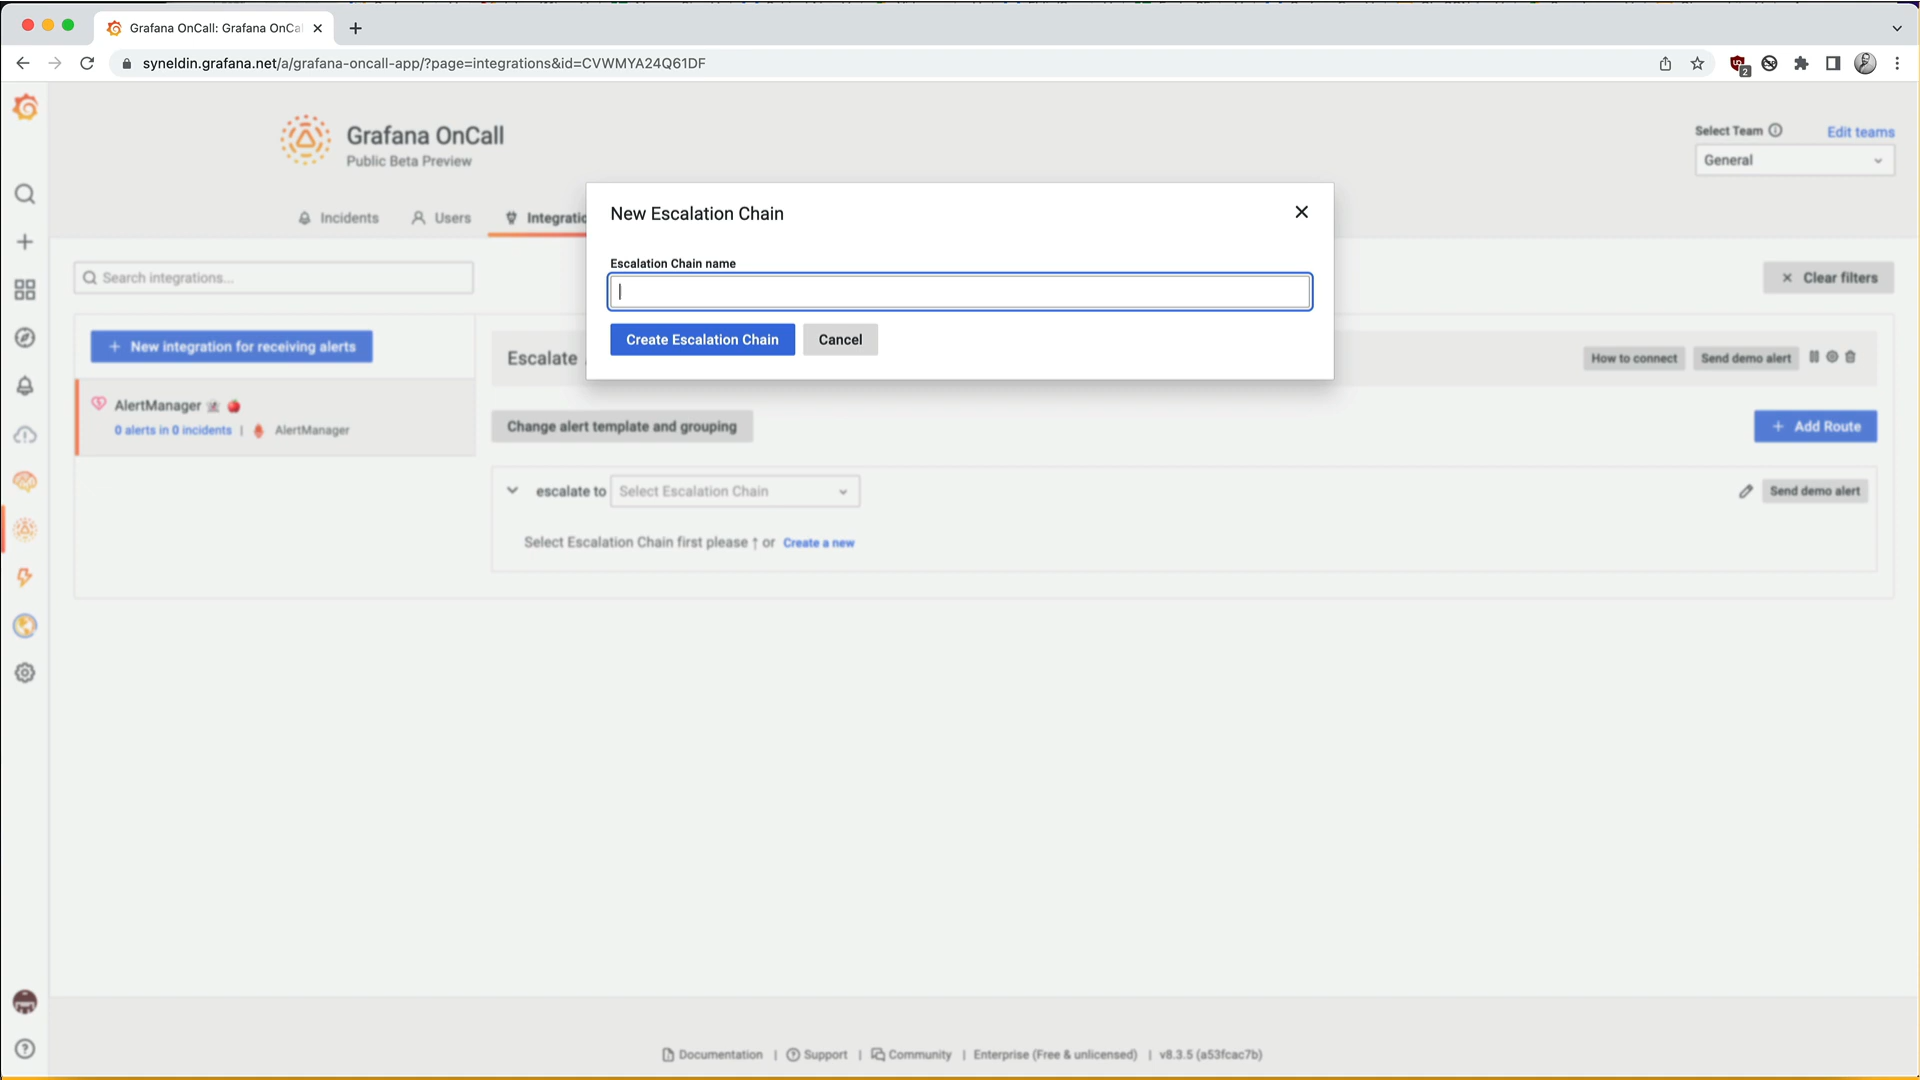 Grafana OnCall: Grafana OnCa
syneldin.grafana.net/a/grafana-oncall-app/?page=integrations&id=CVWMYA24Q61DF
2
Grafana OnCall
Public Beta Preview
Select Team
Edit teams
General
Incidents
Users
Integratio
New Escalation Chain
Escalation Chain name
Create Escalation Chain
Cancel
Search integrations...
Clear filters
New integration for receiving alerts
Escalate
How to connect
Send demo alert
AlertManager
0 alerts in 0 incidents | AlertManager
Change alert template and grouping
Add Route
escalate to Select Escalation Chain
Send demo alert
Select Escalation Chain first please ↑ or Create a new
Documentation | Support | Community | Enterprise (Free & unlicensed) | v8.3.5 (a53fcac7b)